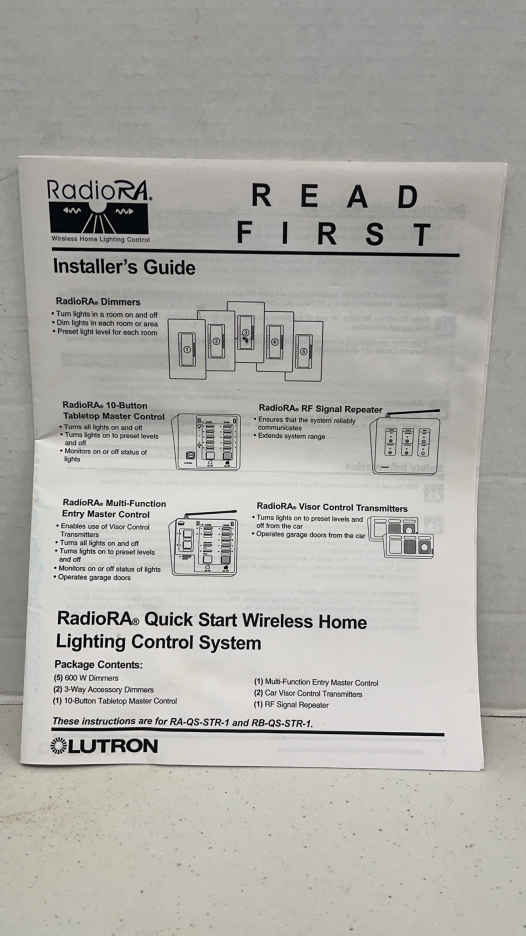 RadioRA®
Wireless Home Lighting Control
READ
FIRST
Installer's Guide
RadioRA® Dimmers
• Turn lights in a room on and off
• Dim lights in each room or area
• Preset light level for each room
1
2
3
4
5
RadioRA® 10-Button
Tabletop Master Control
• Turns all lights on and off
• Turns lights on to preset levels
and off
• Monitors on or off status of
lights
RadioRA® RF Signal Repeater
• Ensures that the system reliably
communicates
• Extends system range
RadioRA® Multi-Function
Entry Master Control
• Enables use of Visor Control
Transmitters
• Turns all lights on and off
• Turns lights on to preset levels
and off
• Monitors on or off status of lights
• Operates garage doors
RadioRA® Visor Control Transmitters
• Turns lights on to preset levels and
off from the car
• Operates garage doors from the car
RadioRA® Quick Start Wireless Home
Lighting Control System
Package Contents:
(5) 600 W Dimmers
(2) 3-Way Accessory Dimmers
(1) 10-Button Tabletop Master Control
(1) Multi-Function Entry Master Control
(2) Car Visor Control Transmitters
(1) RF Signal Repeater
These instructions are for RA-QS-STR-1 and RB-QS-STR-1.
LUTRON